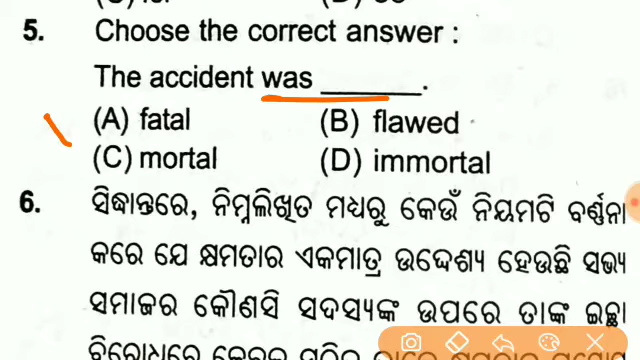 5. Choose the correct answer :
The accident was ______.
(A) fatal (B) flawed
(C) mortal (D) immortal
6. ସିଦ୍ଧାନ୍ତରେ, ନିମ୍ନଲିଖିତ ମଧ୍ୟରୁ କେଉଁ ନିୟମଟି ବର୍ଣ୍ଣନା
କରେ ଯେ କ୍ଷମତାର ଏକମାତ୍ର ଉଦ୍ଦେଶ୍ୟ ହେଉଛି ସଭ୍ୟ
ସମାଜର କୌଣସି ସଦସ୍ୟଙ୍କ ଉପରେ ତାଙ୍କ ଇଚ୍ଛା
ବିରୋଧରେ